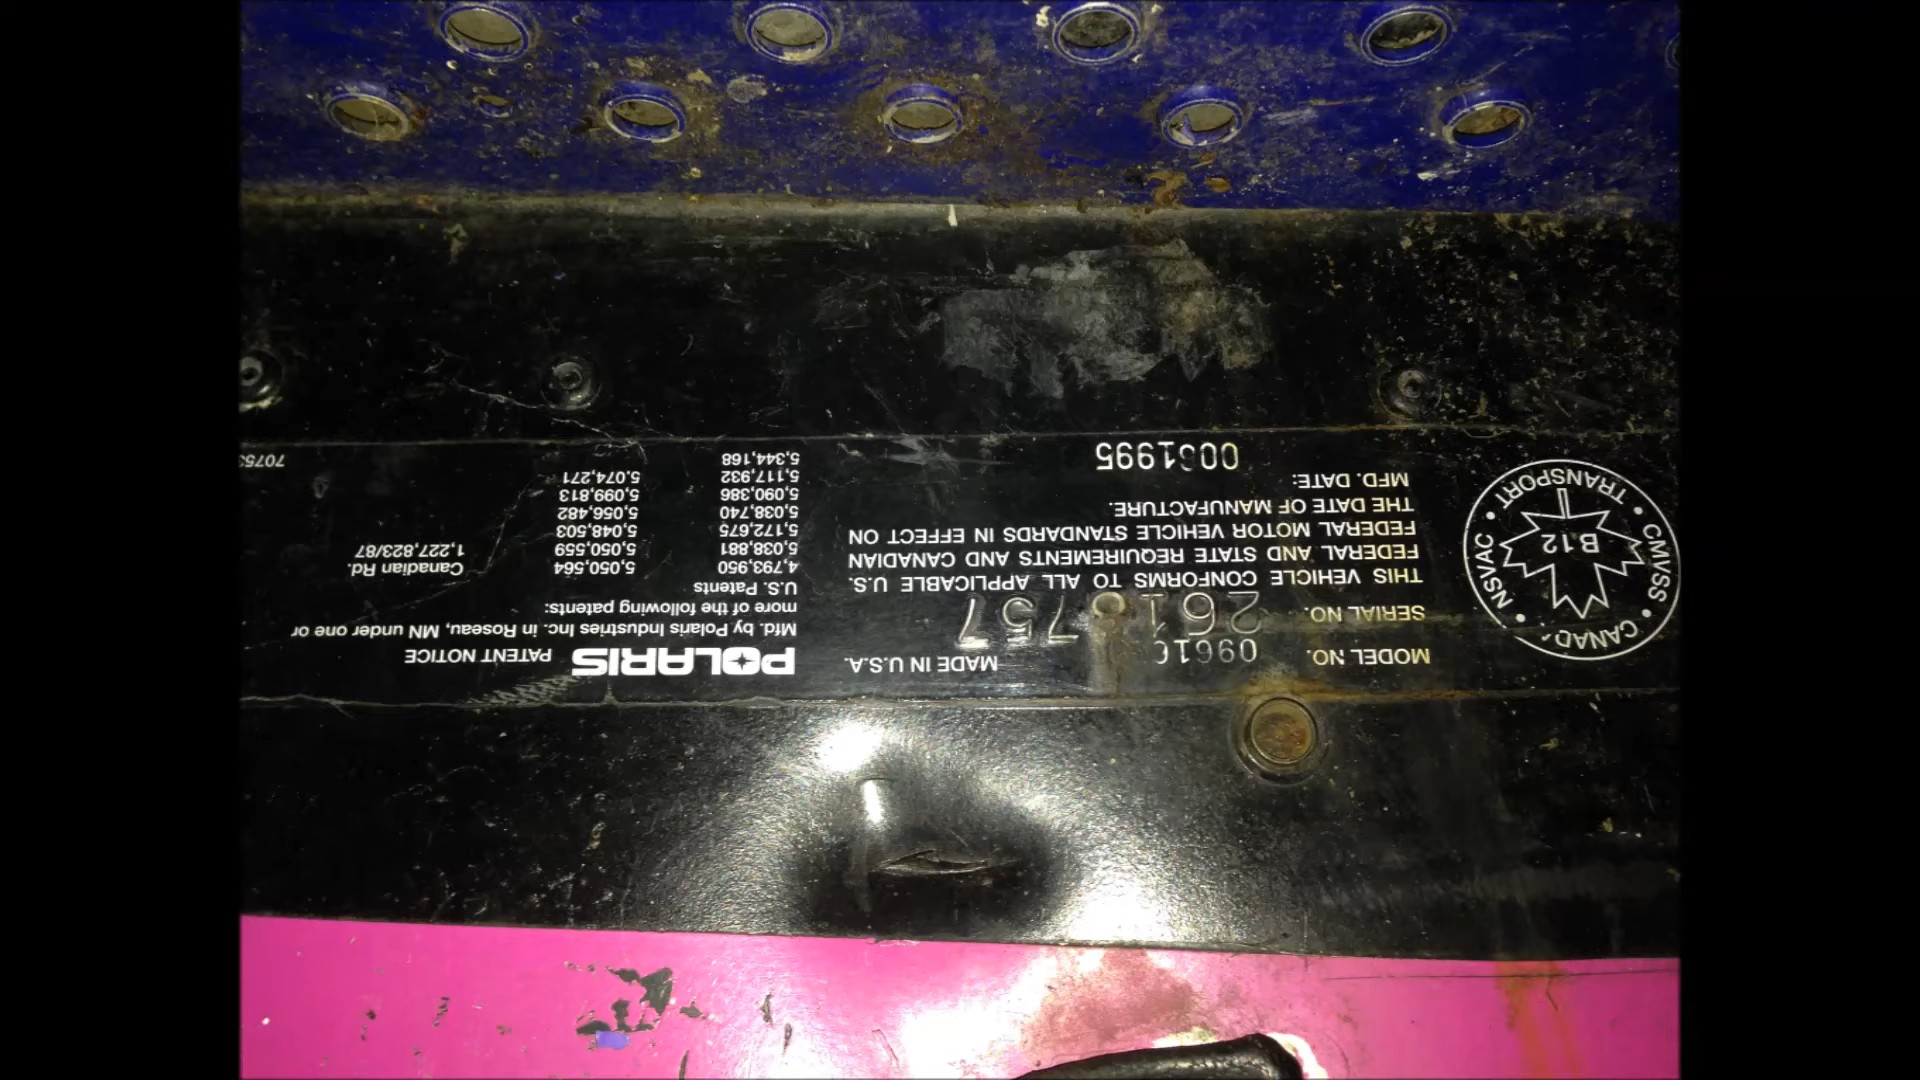 CANADA
CMVSS
NSVAC
TRANSPORT
B12
MODEL NO. MADE IN U.S.A.
SERIAL NO.
THIS VEHICLE CONFORMS TO ALL APPLICABLE U.S.
FEDERAL AND STATE REQUIREMENTS AND CANADIAN
FEDERAL MOTOR VEHICLE STANDARDS IN EFFECT ON
THE DATE OF MANUFACTURE.
MFD. DATE:
POLARIS PATENT NOTICE
Mfd. by Polaris Industries Inc. in Roseau, MN under one or
more of the following patents:
U.S. Patents
4,793,950 5,050,564 Canadian Rd.
5,038,881 5,050,559 1,227,823/87
5,172,675 5,048,503
5,038,740 5,056,482
5,090,386 5,099,813
5,117,932 5,074,271
5,344,168